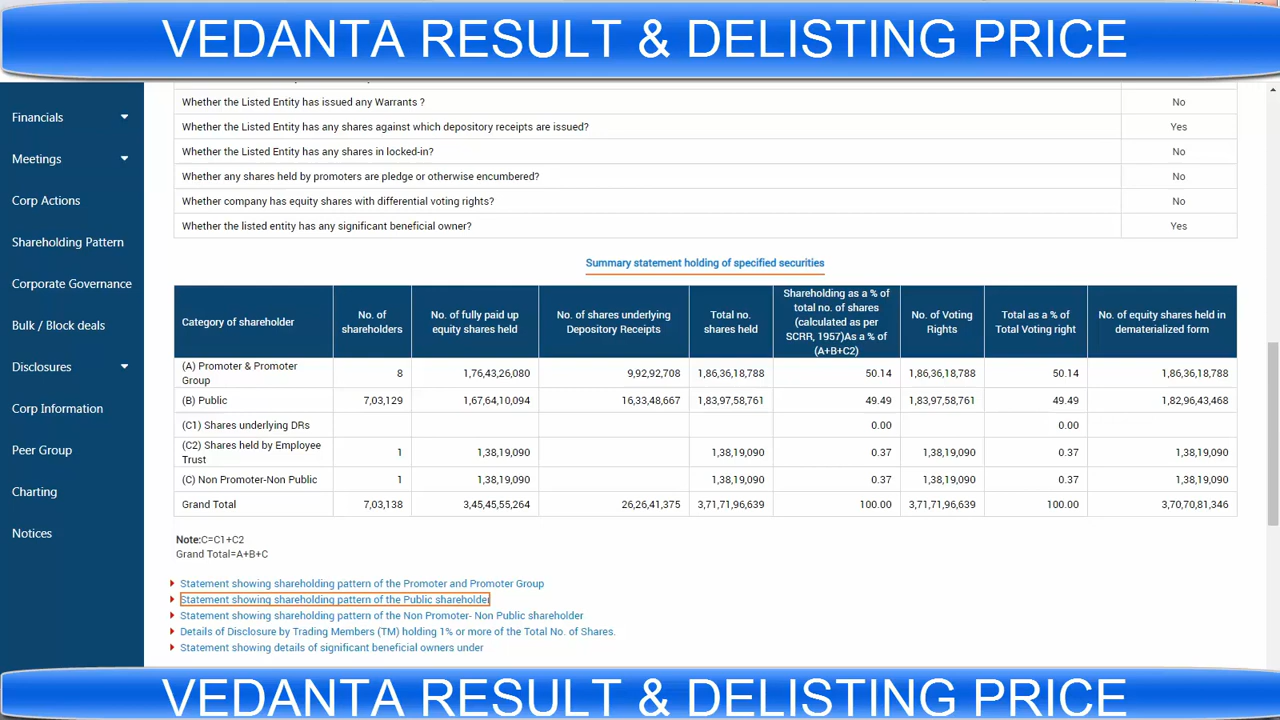 VEDANTA RESULT & DELISTING PRICE
Financials
Meetings
Corp Actions
Shareholding Pattern
Corporate Governance
Bulk / Block deals
Disclosures
Corp Information
Peer Group
Charting
Notices
Whether the Listed Entity has issued any Warrants ? No
Whether the Listed Entity has any shares against which depository receipts are issued? Yes
Whether the Listed Entity has any shares in locked-in? No
Whether any shares held by promoters are pledge or otherwise encumbered? No
Whether company has equity shares with differential voting rights? No
Whether the listed entity has any significant beneficial owner? Yes
Summary statement holding of specified securities
Category of shareholder
No. of
shareholders
No. of fully paid up
equity shares held
No. of shares underlying
Depository Receipts
Total no.
shares held
Shareholding as a % of
total no. of shares
(calculated as per
SCRR, 1957)As a % of
(A+B+C2)
No. of Voting
Rights
Total as a % of
Total Voting right
No. of equity shares held in
dematerialized form
(A) Promoter & Promoter
Group
8 1,76,43,26,080 9,92,92,708 1,86,36,18,788 50.14 1,86,36,18,788 50.14 1,86,36,18,788
(B) Public 7,03,129 1,67,64,10,094 16,33,48,667 1,83,97,58,761 49.49 1,83,97,58,761 49.49 1,82,96,43,468
(C1) Shares underlying DRs 0.00 0.00
(C2) Shares held by Employee
Trust
1 1,38,19,090 1,38,19,090 0.37 1,38,19,090 0.37 1,38,19,090
(C) Non Promoter-Non Public 1 1,38,19,090 1,38,19,090 0.37 1,38,19,090 0.37 1,38,19,090
Grand Total 7,03,138 3,45,45,55,264 26,26,41,375 3,71,71,96,639 100.00 3,71,71,96,639 100.00 3,70,70,81,346
Note:C=C1+C2
Grand Total=A+B+C
Statement showing shareholding pattern of the Promoter and Promoter Group
Statement showing shareholding pattern of the Public shareholder
Statement showing shareholding pattern of the Non Promoter- Non Public shareholder
Details of Disclosure by Trading Members (TM) holding 1% or more of the Total No. of Shares.
Statement showing details of significant beneficial owners under
VEDANTA RESULT & DELISTING PRICE